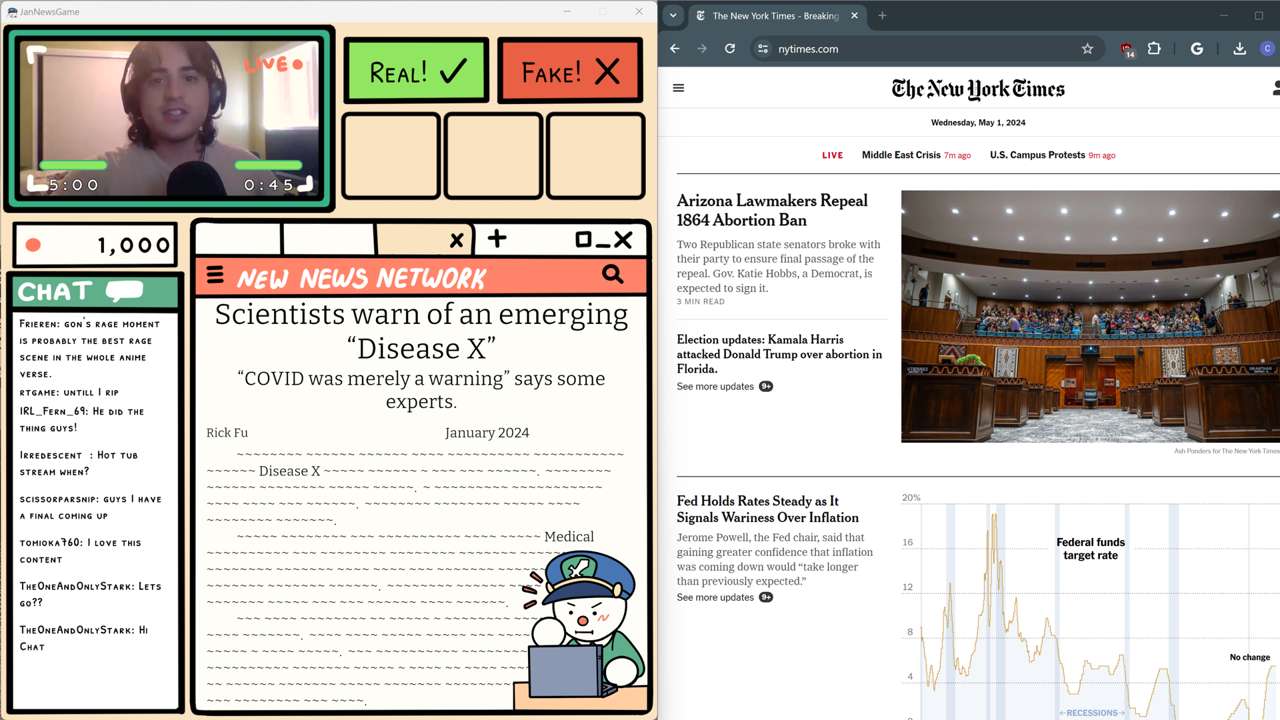 JanNewsGame
LIVE
5:00
0:45
REAL!
FAKE!
1,000
CHAT
FRIEREN: GON'S RAGE MOMENT
IS PROBABLY THE BEST RAGE
SCENE IN THE WHOLE ANIME
VERSE.
RTGAME: UNTILL I RIP
IRL_FERN_69: HE DID THE
THING GUYS!
IRREDESCENT : HOT TUB
STREAM WHEN?
SCISSORPARSNIP: GUYS I HAVE
A FINAL COMING UP
TOMIOKA760: I LOVE THIS
CONTENT
THEONEANDONLYSTARK: LETS
GO??
THEONEANDONLYSTARK: HI
CHAT
NEW NEWS NETWORK
Scientists warn of an emerging
“Disease X”
“COVID was merely a warning” says some
experts.
Rick Fu
January 2024
Disease X
Medical
The New York Times - Breaking
nytimes.com
14
G
C
The New York Times
Wednesday, May 1, 2024
LIVE Middle East Crisis 7m ago U.S. Campus Protests 9m ago
Arizona Lawmakers Repeal
1864 Abortion Ban
Two Republican state senators broke with
their party to ensure final passage of the
repeal. Gov. Katie Hobbs, a Democrat, is
expected to sign it.
3 MIN READ
Election updates: Kamala Harris
attacked Donald Trump over abortion in
Florida.
See more updates 9+
Ash Ponders for The New York Times
Fed Holds Rates Steady as It
Signals Wariness Over Inflation
Jerome Powell, the Fed chair, said that
gaining greater confidence that inflation
was coming down would “take longer
than previously expected.”
See more updates 9+
20%
16
12
8
4
Federal funds
target rate
No change
RECESSIONS